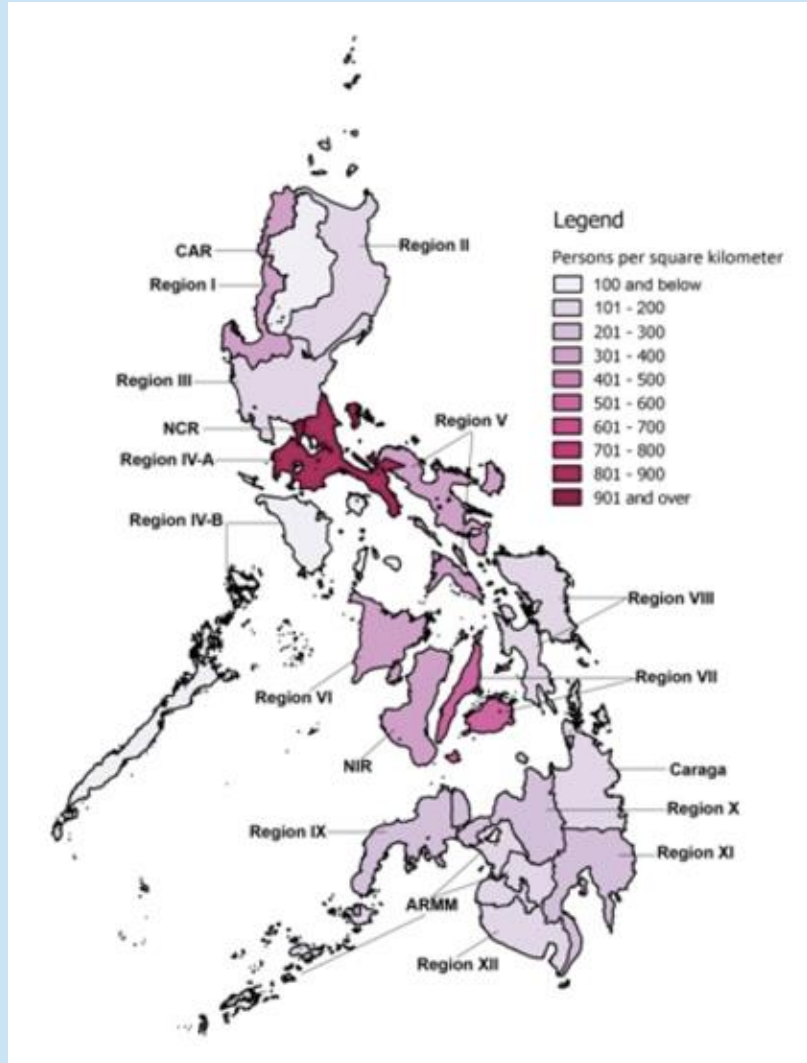 Legend
Persons per square kilometer
100 and below
101 - 200
201 - 300
301 - 400
401 - 500
501 - 600
601 - 700
701 - 800
801 - 900
901 and over
CAR
Region II
Region I
Region III
NCR
Region V
Region IV-A
Region IV-B
Region VIII
Region VII
Region VI
NIR
Caraga
Region X
Region IX
Region XI
ARMM
Region XII